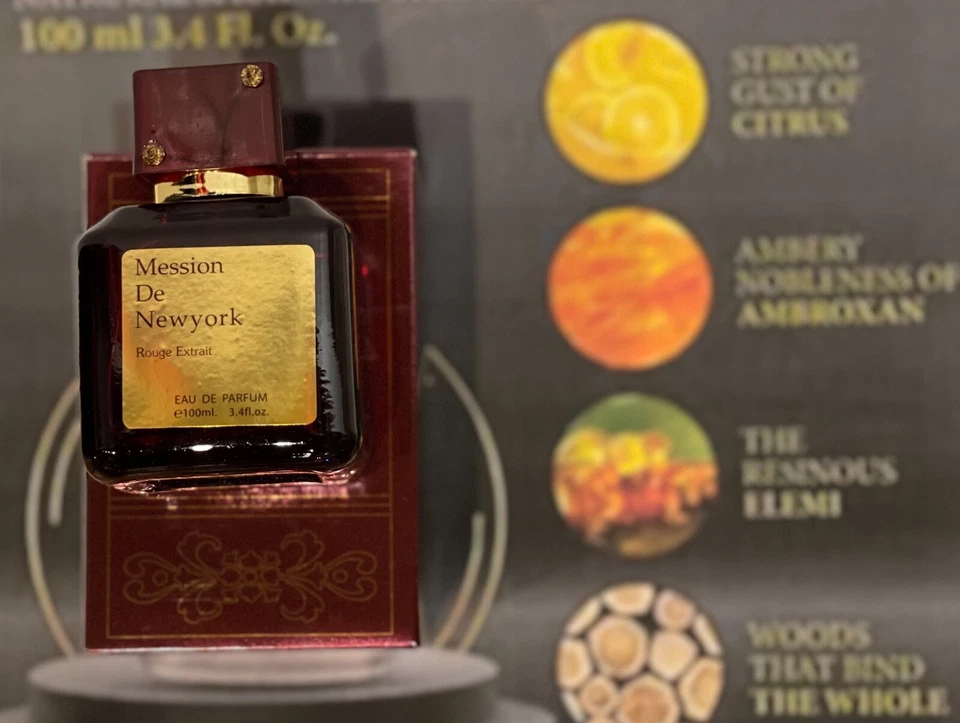 100 ml 3.4 Fl. Oz.
Mession
De
Newyork
Rouge Extrait
EAU DE PARFUM
℮100ml. 3.4fl.oz.
STRONG
GUST OF
CITRUS
AMBERY
NOBLENESS OF
AMBROXAN
THE
RESINOUS
ELEMI
WOODS
THAT BIND
THE WHOLE